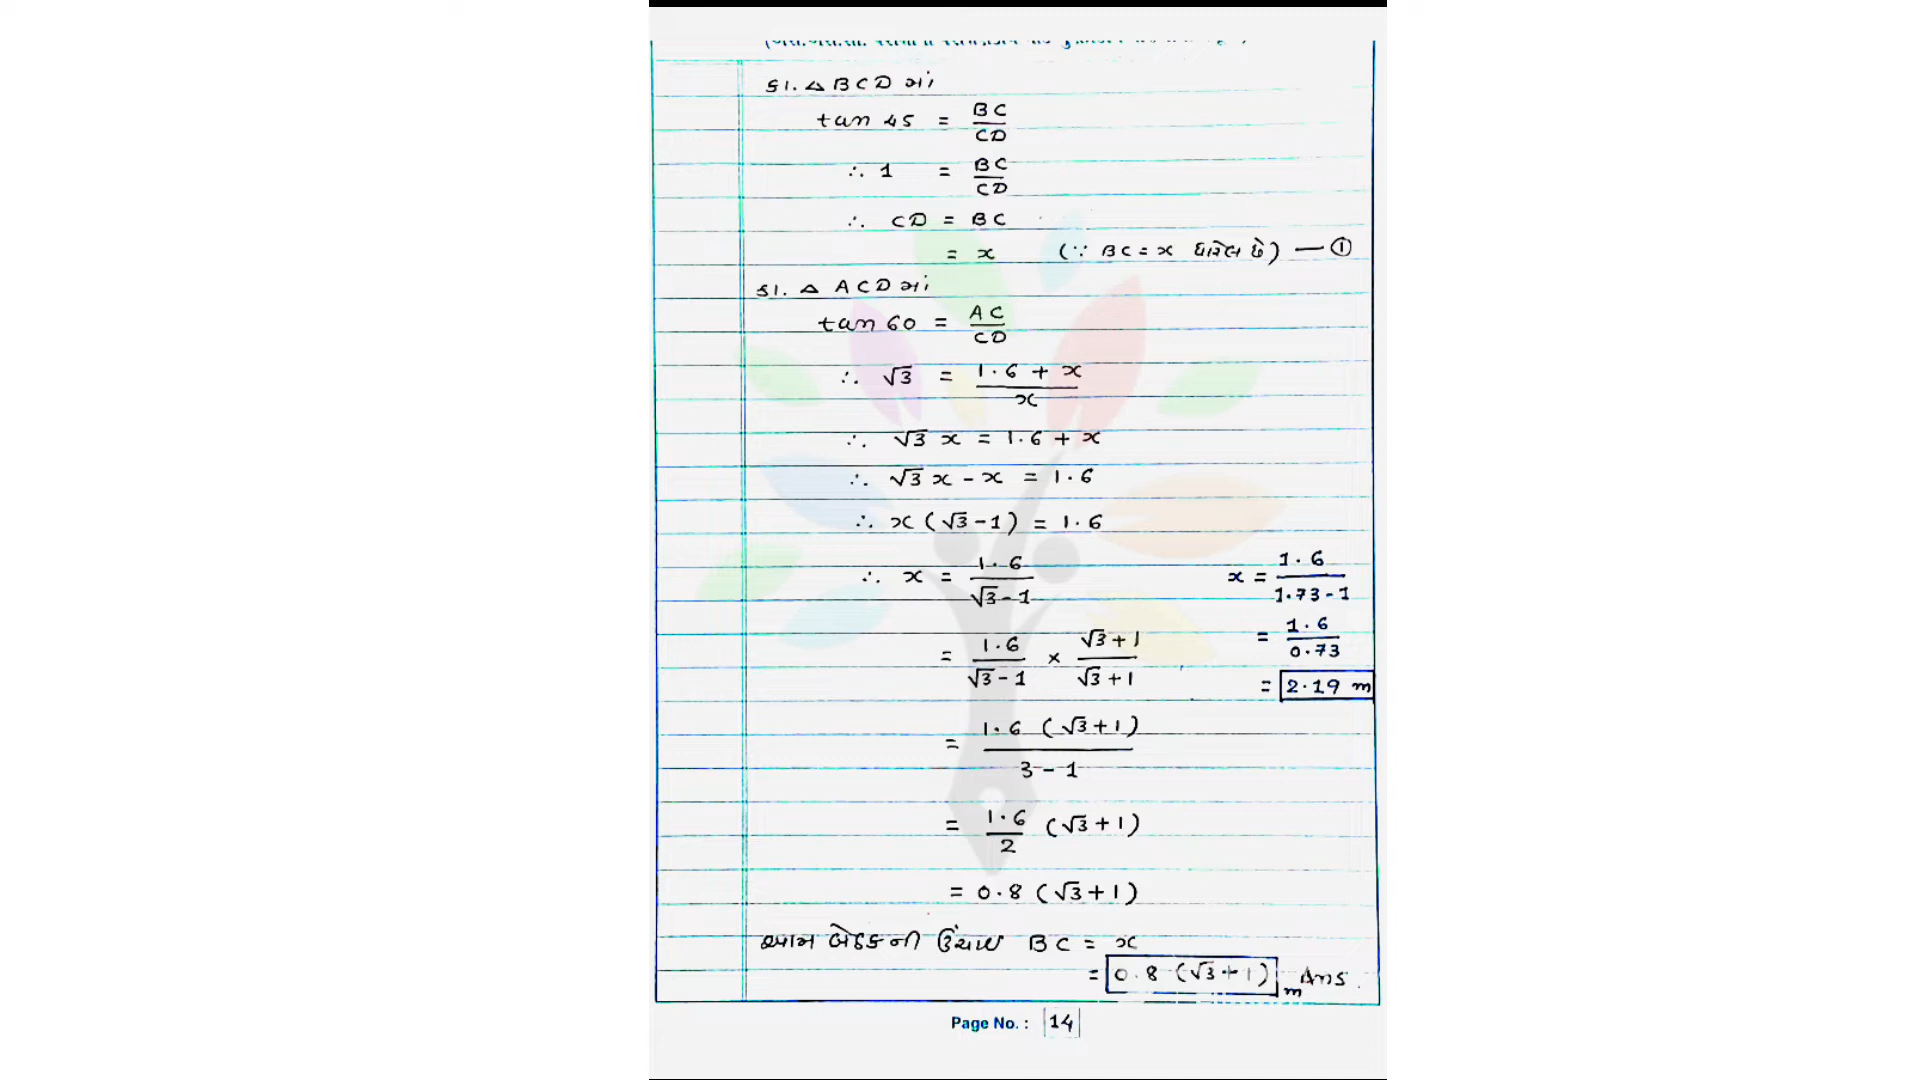 કા. △ BCD માં
tan 45 = BC/CD
∴ 1 = BC/CD
∴ CD = BC
= x (∵ BC = x ધારેલ છે) — ①
કા. △ ACD માં
tan 60 = AC/CD
∴ √3 = (1.6 + x)/x
∴ √3 x = 1.6 + x
∴ √3 x - x = 1.6
∴ x (√3 - 1) = 1.6
∴ x = 1.6/(√3 - 1)
= 1.6/(√3 - 1) × (√3 + 1)/(√3 + 1)
= 1.6 (√3 + 1)/(3 - 1)
= 1.6/2 (√3 + 1)
= 0.8 (√3 + 1)
x = 1.6/(1.73 - 1)
= 1.6/0.73
= 2.19 m
આમ બેઠક ની ઊંચાઇ BC = x
= 0.8 (√3 + 1) m Ans.
Page No. : 14